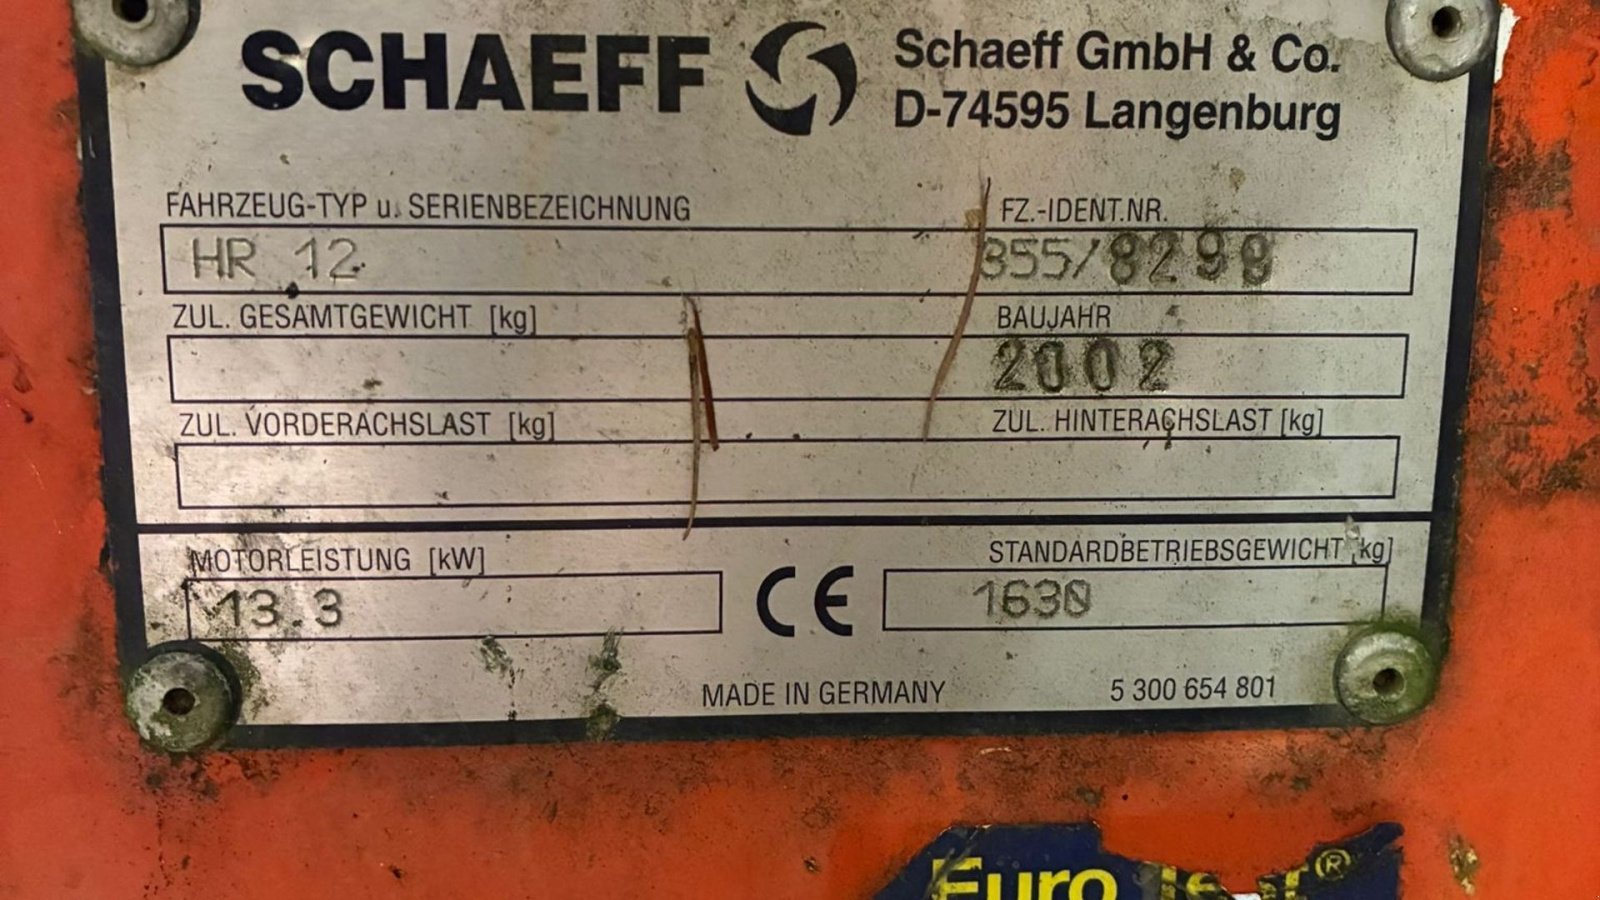 SCHAEFF
Schaeff GmbH & Co.
D-74595 Langenburg
FAHRZEUG-TYP u. SERIENBEZEICHNUNG
FZ.-IDENT.NR.
HR 12
355/8298
ZUL. GESAMTGEWICHT [kg]
BAUJAHR
2002
ZUL. VORDERACHSLAST [kg]
ZUL. HINTERACHSLAST [kg]
MOTORLEISTUNG [kW]
STANDARDBETRIEBSGEWICHT [kg]
13.3
CE
1630
MADE IN GERMANY
5 300 654 801
Euro